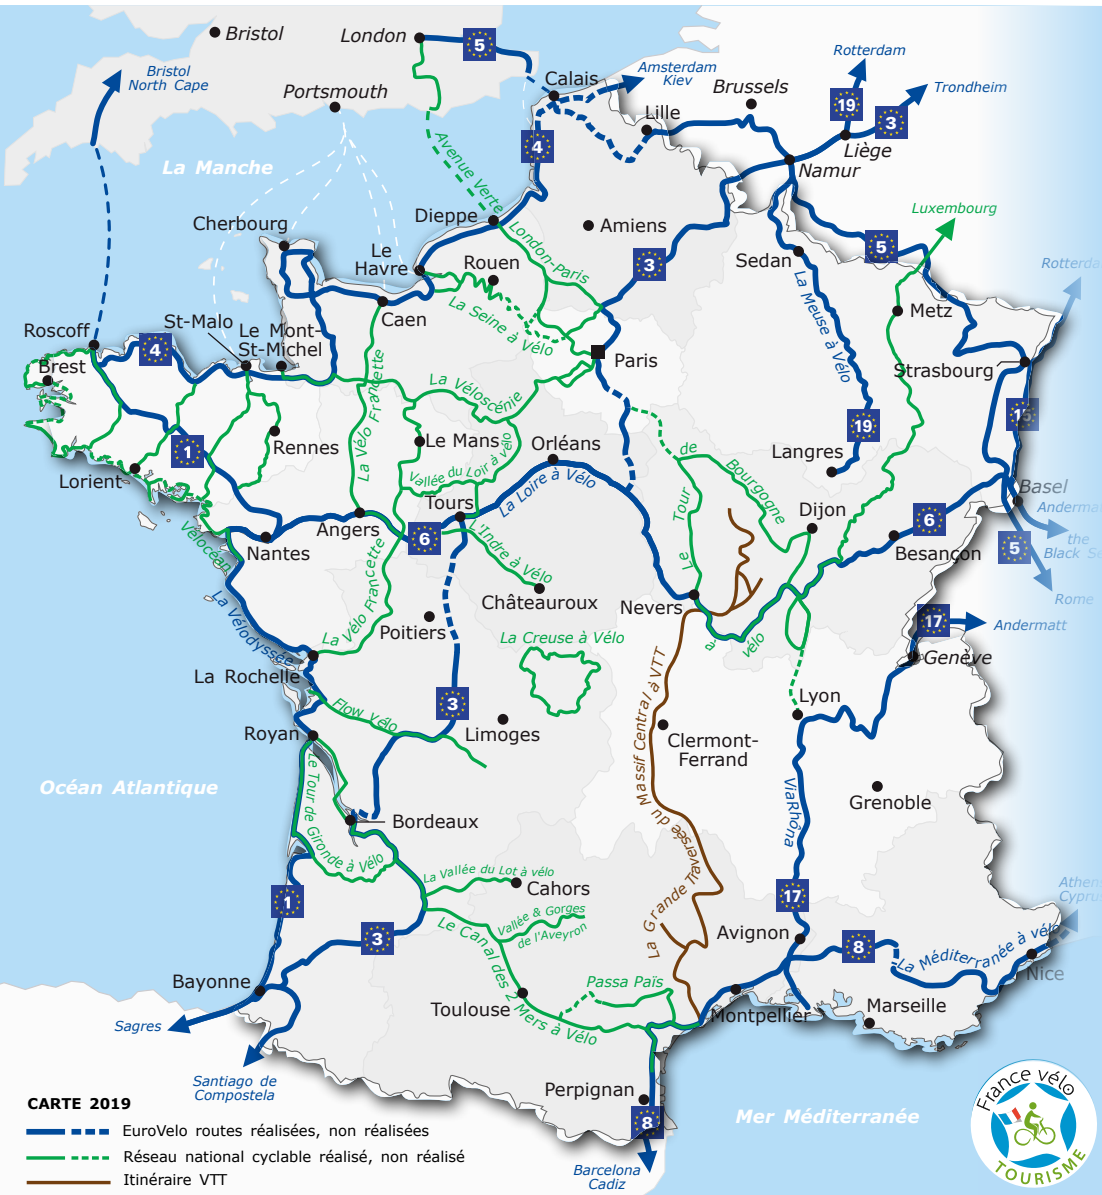 Bristol
London
5
Bristol
North Cape
Portsmouth
Calais
Amsterdam
Kiev
Rotterdam
Brussels
19
3
Trondheim
Lille
Liège
Namur
La Manche
4
Avenue Verte
London-Paris
Luxembourg
Cherbourg
Dieppe
Amiens
Le
Havre
Rouen
3
Sedan
5
La Meuse à Vélo
Metz
Caen
La Seine à Vélo
Paris
Strasbourg
Roscoff
St-Malo
Le Mont-
St-Michel
4
Brest
La Vélo Francette
La Véloscénie
15
19
Langres
Rennes
1
Le Mans
Orléans
Vallée du Loir à vélo
La Loire à Vélo
Lorient
Tours
Angers
6
Nantes
Vélocéan
L'Indre à Vélo
Châteauroux
Le Tour de Bourgogne à vélo
Dijon
6
Besançon
Basel
Andermatt
5
the
Black Sea
Rome
Nevers
La Vélodyssée
La Vélo Francette
Poitiers
La Creuse à Vélo
17
Andermatt
Genève
La Rochelle
Flow Vélo
3
Limoges
Royan
Lyon
Clermont-
Ferrand
Océan Atlantique
Le Tour de Gironde à Vélo
Bordeaux
La Grande Traversée du Massif Central à VTT
ViaRhôna
Grenoble
La Vallée du Lot à vélo
Cahors
1
Vallée & Gorges
de l'Aveyron
3
Le Canal des 2 Mers à Vélo
17
Avignon
8
La Méditerranée à vélo
Nice
Bayonne
Toulouse
Passa Païs
Montpellier
Marseille
Sagres
Santiago de
Compostela
Perpignan
8
Mer Méditerranée
Barcelona
Cadiz
CARTE 2019
EuroVelo routes réalisées, non réalisées
Réseau national cyclable réalisé, non réalisé
Itinéraire VTT
France vélo
TOURISME